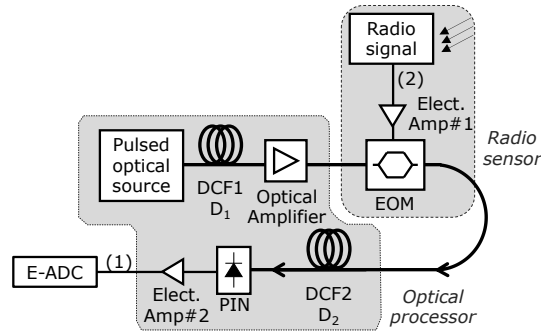 Radio
signal
(2)
Elect.
Amp#1
Pulsed
optical
source
DCF1
D1
Optical
Amplifier
EOM
Radio
sensor
E-ADC
(1)
Elect.
Amp#2
PIN
DCF2
D2
Optical
processor